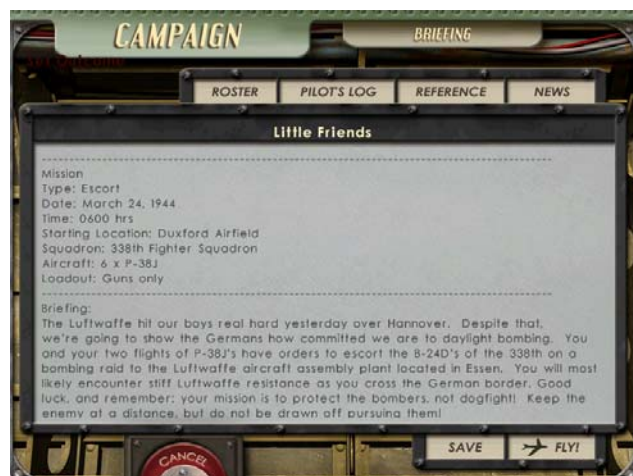 CAMPAIGN
BRIEFING
Set Outcome
ROSTER
PILOT'S LOG
REFERENCE
NEWS
Little Friends
Mission
Type: Escort
Date: March 24, 1944
Time: 0600 hrs
Starting Location: Duxford Airfield
Squadron: 338th Fighter Squadron
Aircraft: 6 x P-38J
Loadout: Guns only
Briefing:
The Luftwaffe hit our boys real hard yesterday over Hannover. Despite that,
we're going to show the Germans how committed we are to daylight bombing. You
and your two flights of P-38J's have orders to escort the B-24D's of the 338th on a
bombing raid to the Luftwaffe aircraft assembly plant located in Essen. You will most
likely encounter stiff Luftwaffe resistance as you cross the German border. Good
luck, and remember: your mission is to protect the bombers, not dogfight! Keep the
enemy at a distance, but do not be drawn off pursuing them!
CANCEL
SAVE
FLY!